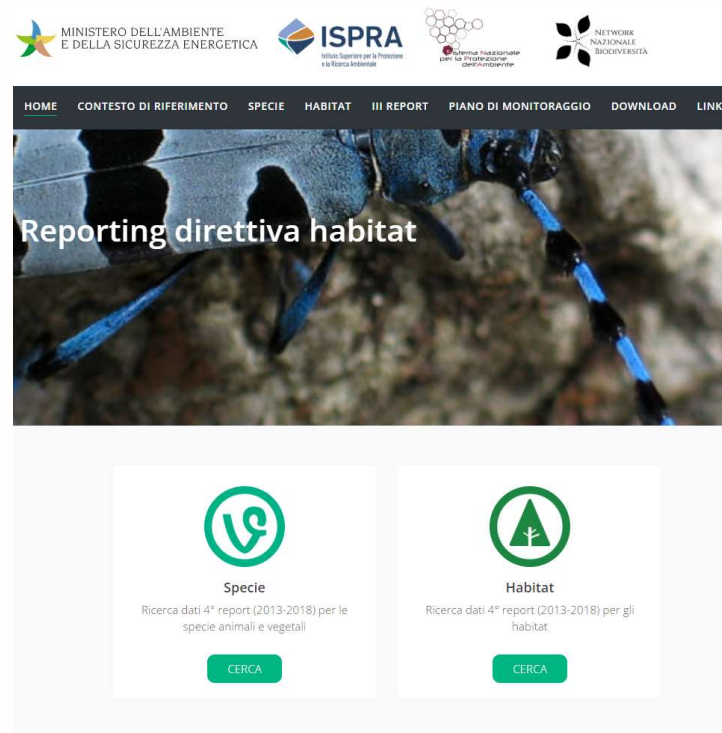 MINISTERO DELL'AMBIENTE
E DELLA SICUREZZA ENERGETICA
ISPRA
Istituto Superiore per la Protezione
e la Ricerca Ambientale
Sistema Nazionale
per la Protezione
dell'Ambiente
NETWORK
NAZIONALE
BIODIVERSITÀ
HOME CONTESTO DI RIFERIMENTO SPECIE HABITAT III REPORT PIANO DI MONITORAGGIO DOWNLOAD LINK
Reporting direttiva habitat
Specie
Ricerca dati 4° report (2013-2018) per le
specie animali e vegetali
CERCA
Habitat
Ricerca dati 4° report (2013-2018) per gli
habitat
CERCA